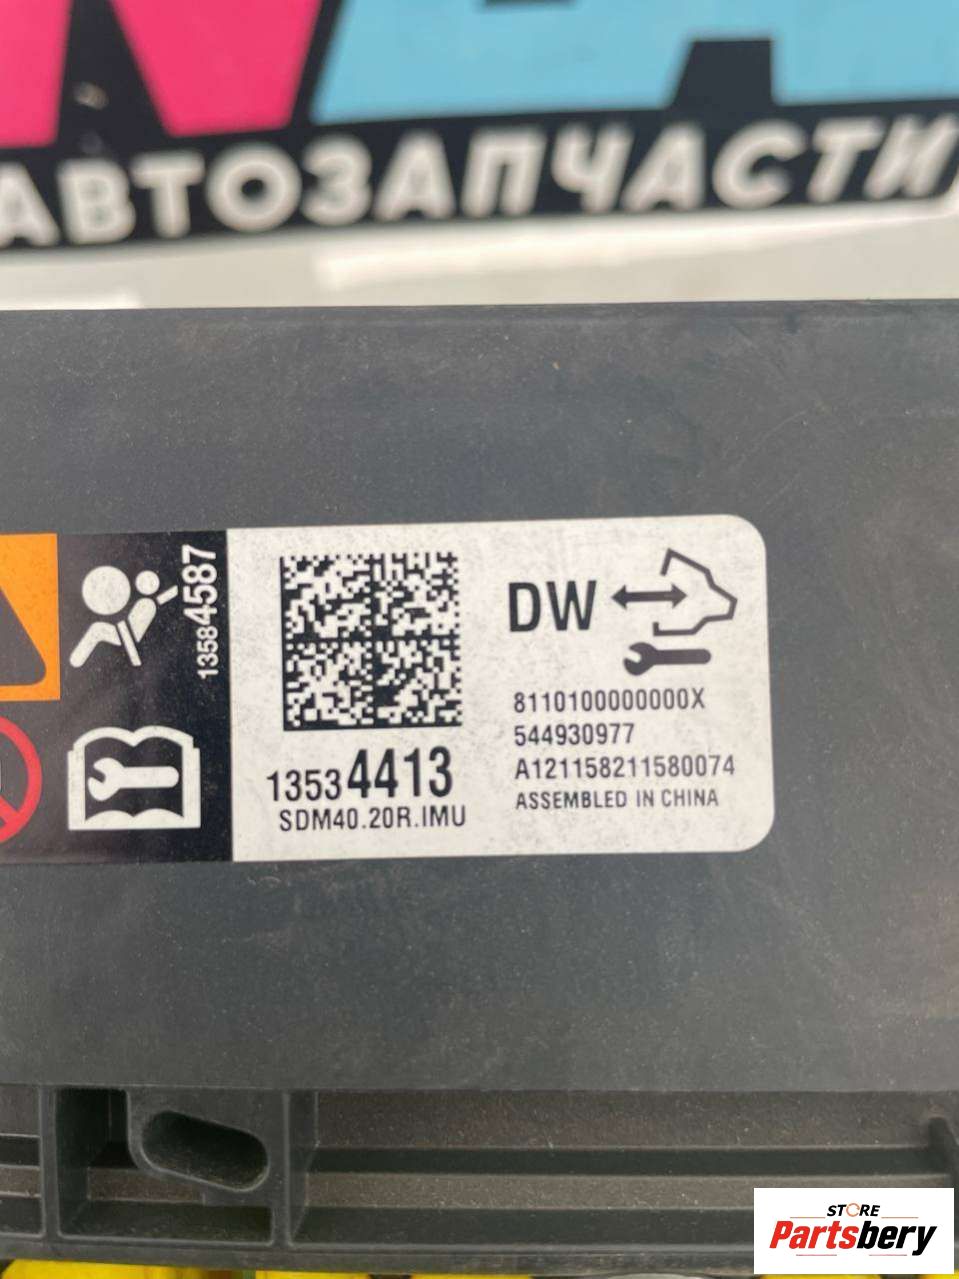 АВТОЗАПЧАСТИ
13584587
DW
8110100000000X
544930977
A121158211580074
ASSEMBLED IN CHINA
13534413
SDM40.20R.IMU
STORE
Partsbery